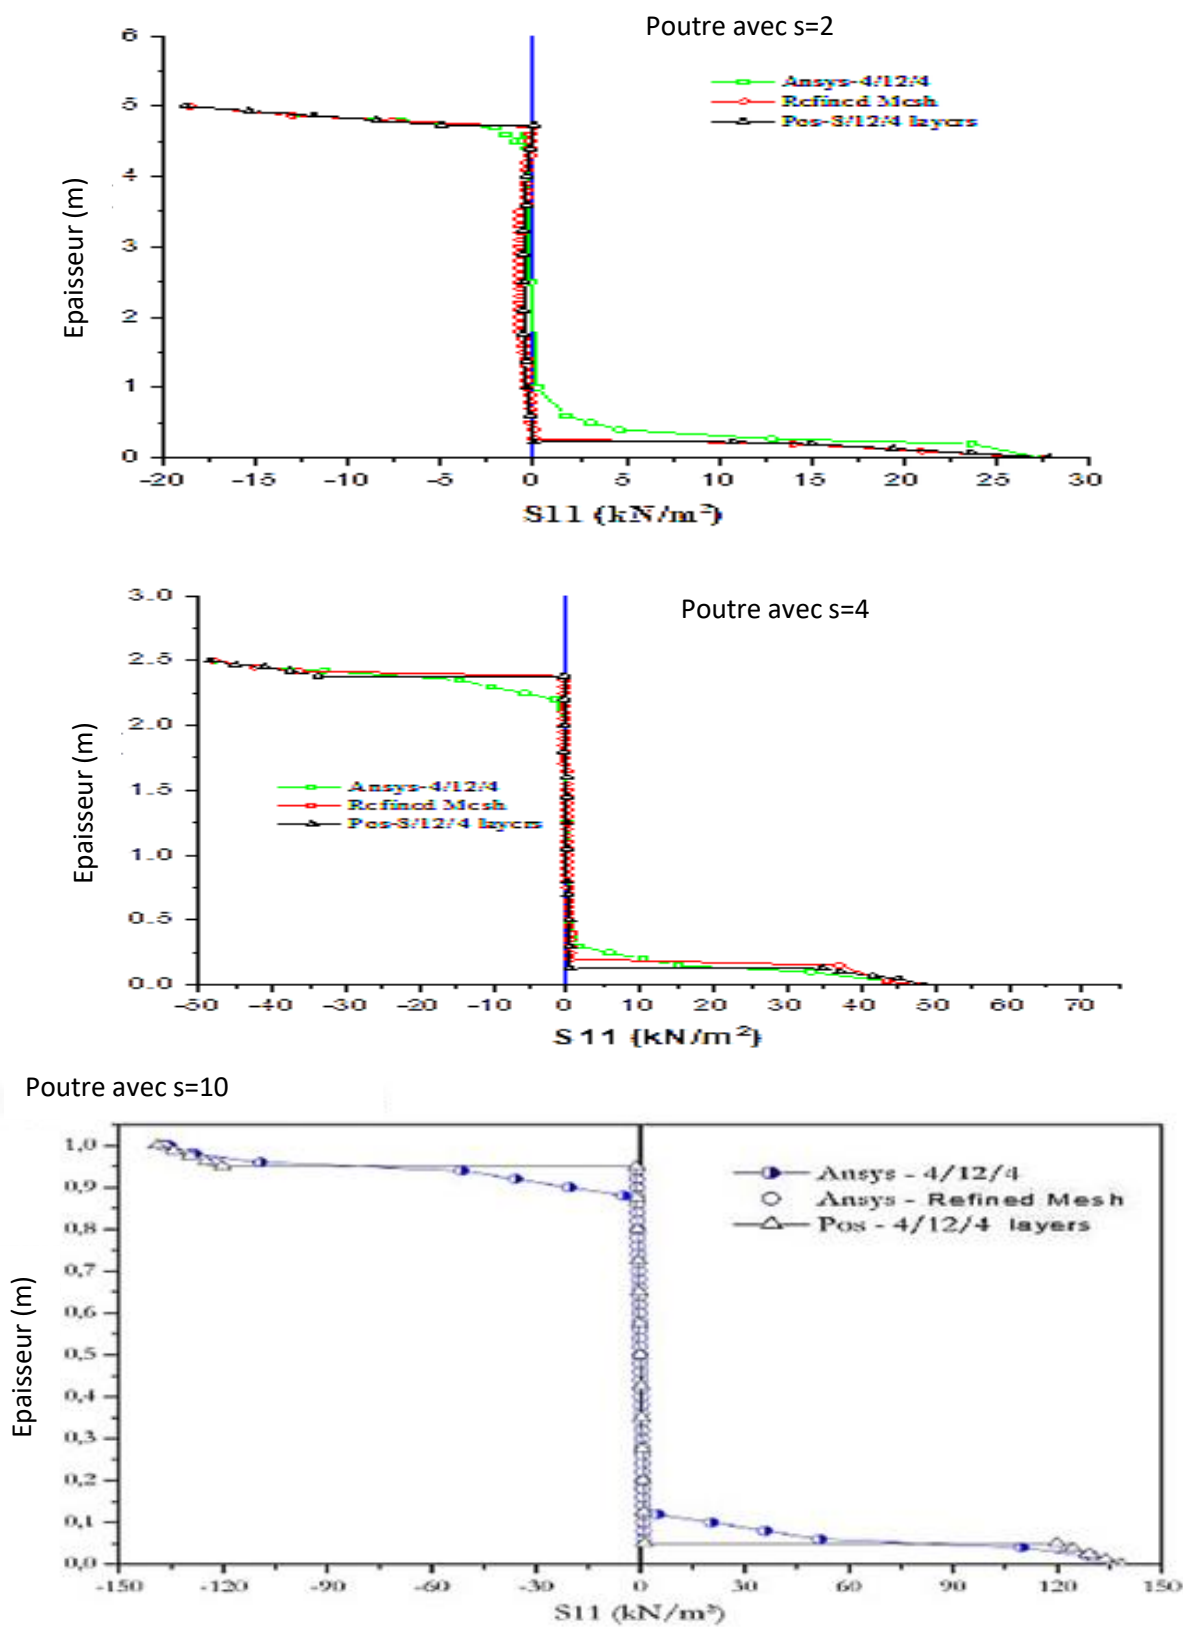 Poutre avec s=2
6
5
4
3
2
1
0
Epaisseur (m)
Ansys-4/12/4
Refined Mesh
Pos-8/12/4 layers
-20 -15 -10 -5 0 5 10 15 20 25 30
S11 (kN/m²)
Poutre avec s=4
3.0
2.5
2.0
1.5
1.0
0.5
0.0
Epaisseur (m)
Ansys-4/12/4
Refined Mesh
Pos-8/12/4 layers
-50 -40 -30 -20 -10 0 10 20 30 40 50 60 70
S11 (kN/m²)
Poutre avec s=10
1,0
0,9
0,8
0,7
0,6
0,5
0,4
0,3
0,2
0,1
0,0
Epaisseur (m)
Ansys - 4/12/4
Ansys - Refined Mesh
Pos - 4/12/4 layers
-150 -120 -90 -60 -30 0 30 60 90 120 150
S11 (kN/m²)